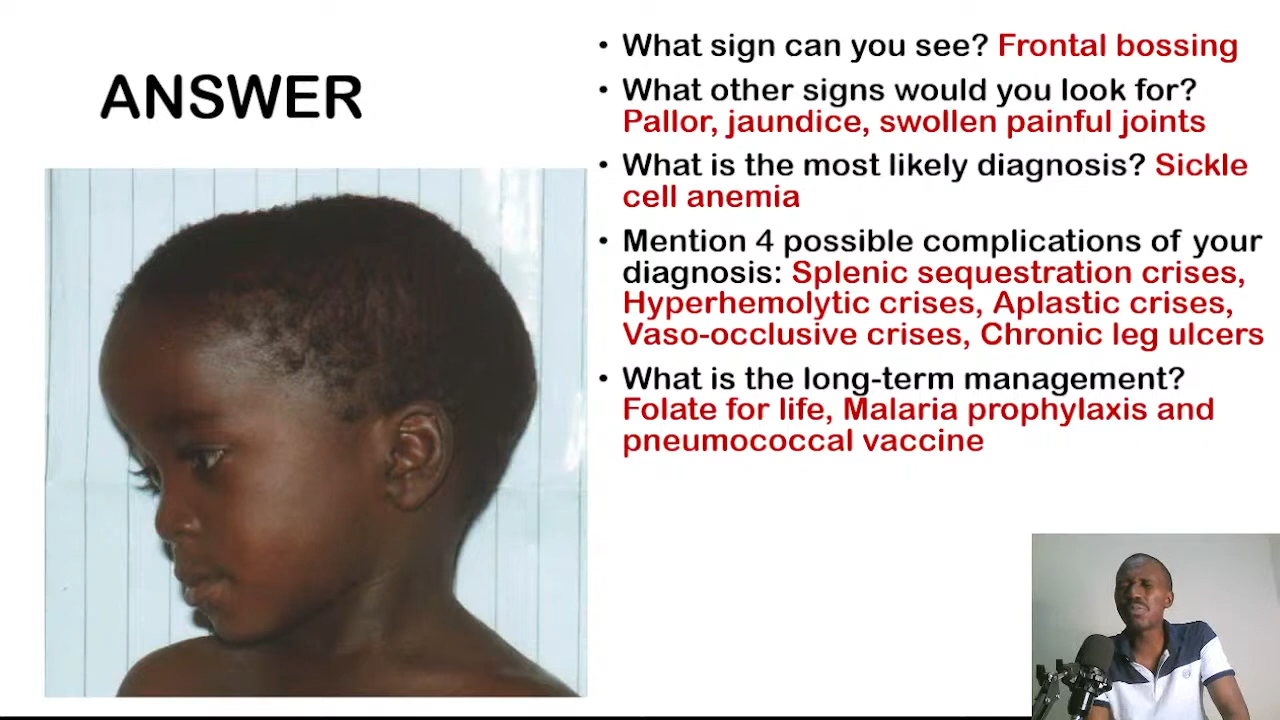 ANSWER
• What sign can you see? Frontal bossing
• What other signs would you look for?
Pallor, jaundice, swollen painful joints
• What is the most likely diagnosis? Sickle
cell anemia
• Mention 4 possible complications of your
diagnosis: Splenic sequestration crises,
Hyperhemolytic crises, Aplastic crises,
Vaso-occlusive crises, Chronic leg ulcers
• What is the long-term management?
Folate for life, Malaria prophylaxis and
pneumococcal vaccine